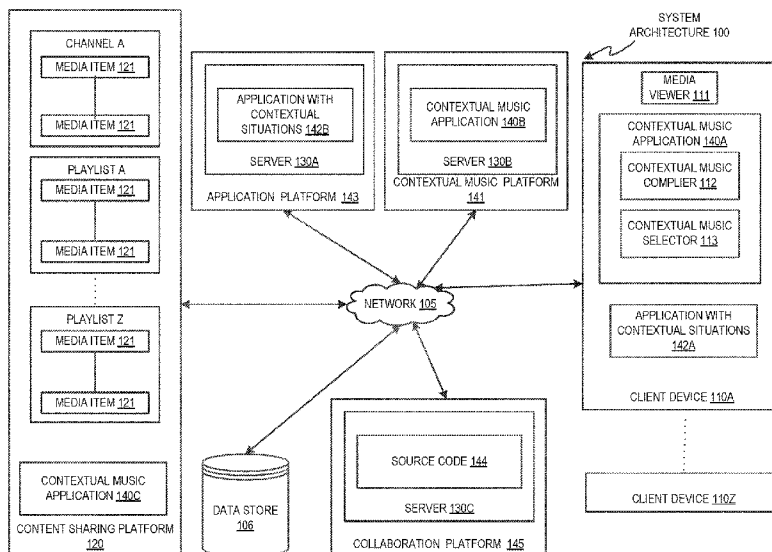 CHANNEL A
MEDIA ITEM 121
MEDIA ITEM 121
PLAYLIST A
MEDIA ITEM 121
MEDIA ITEM 121
PLAYLIST Z
MEDIA ITEM 121
MEDIA ITEM 121
CONTEXTUAL MUSIC
APPLICATION 140C
CONTENT SHARING PLATFORM
120
APPLICATION WITH
CONTEXTUAL
SITUATIONS 142B
SERVER 130A
APPLICATION PLATFORM 143
CONTEXTUAL MUSIC
APPLICATION 140B
SERVER 130B
CONTEXTUAL MUSIC PLATFORM
141
NETWORK 105
DATA STORE
106
SOURCE CODE 144
SERVER 130C
COLLABORATION PLATFORM 145
SYSTEM
ARCHITECTURE 100
MEDIA
VIEWER 111
CONTEXTUAL MUSIC
APPLICATION 140A
CONTEXTUAL MUSIC
COMPLIER 112
CONTEXTUAL MUSIC
SELECTOR 113
APPLICATION WITH
CONTEXTUAL SITUATIONS
142A
CLIENT DEVICE 110A
CLIENT DEVICE 110Z